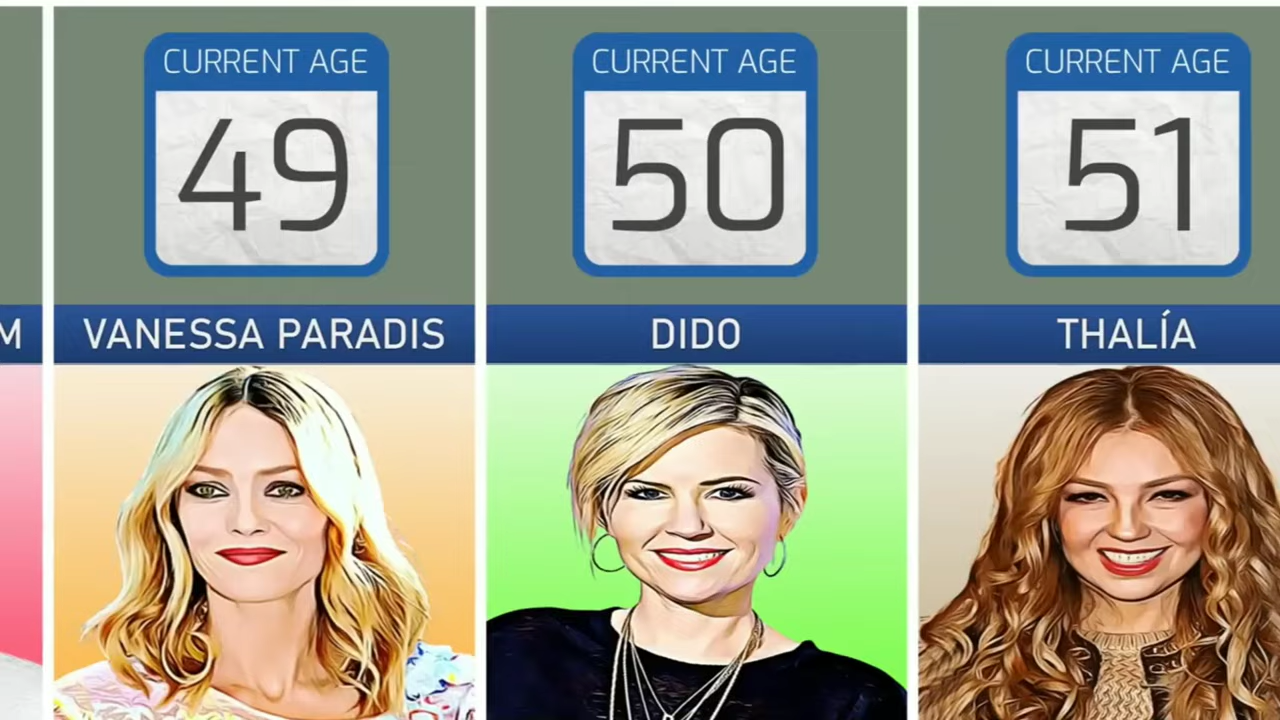 CURRENT AGE
49
VANESSA PARADIS
CURRENT AGE
50
DIDO
CURRENT AGE
51
THALÍA